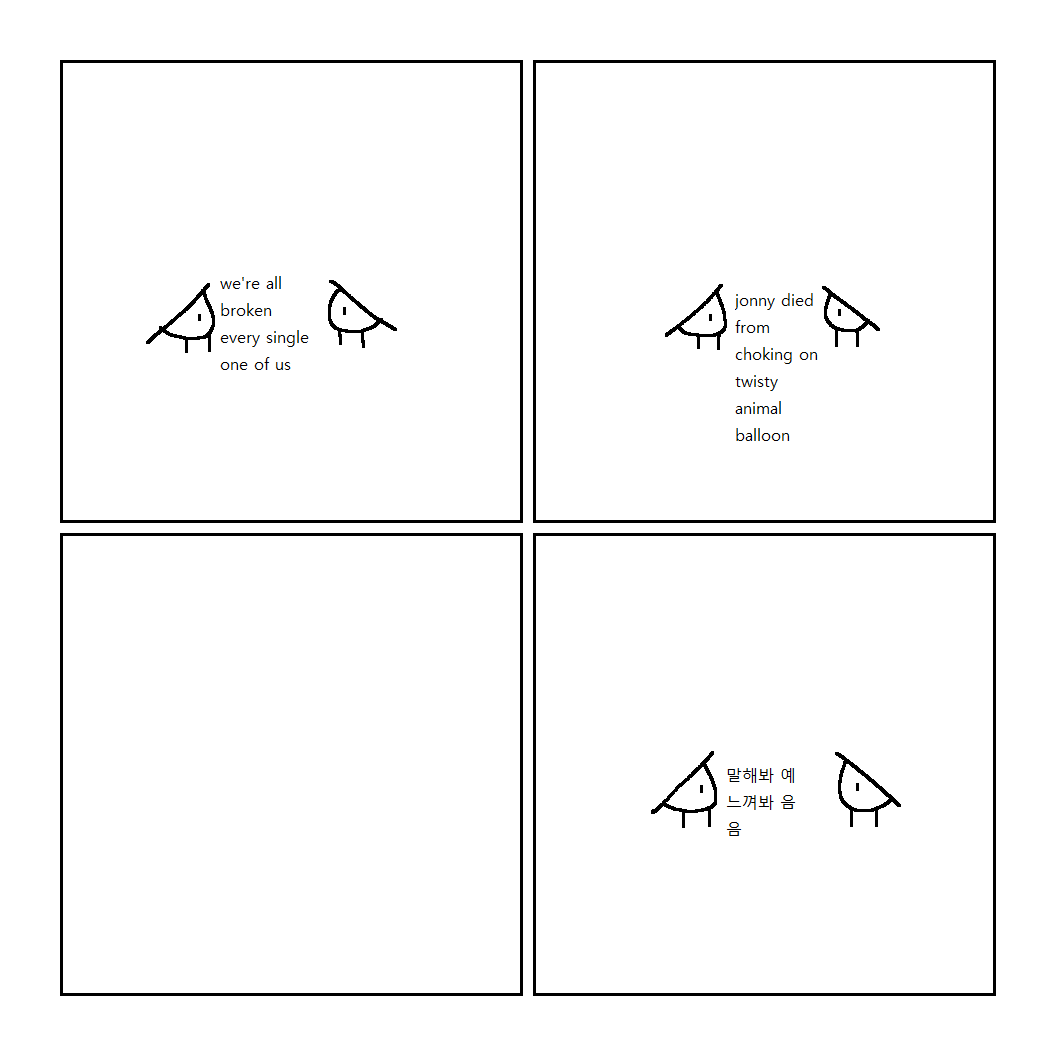 we're all
broken
every single
one of us
jonny died
from
choking on
twisty
animal
balloon
말해봐 예
느껴봐 음
음